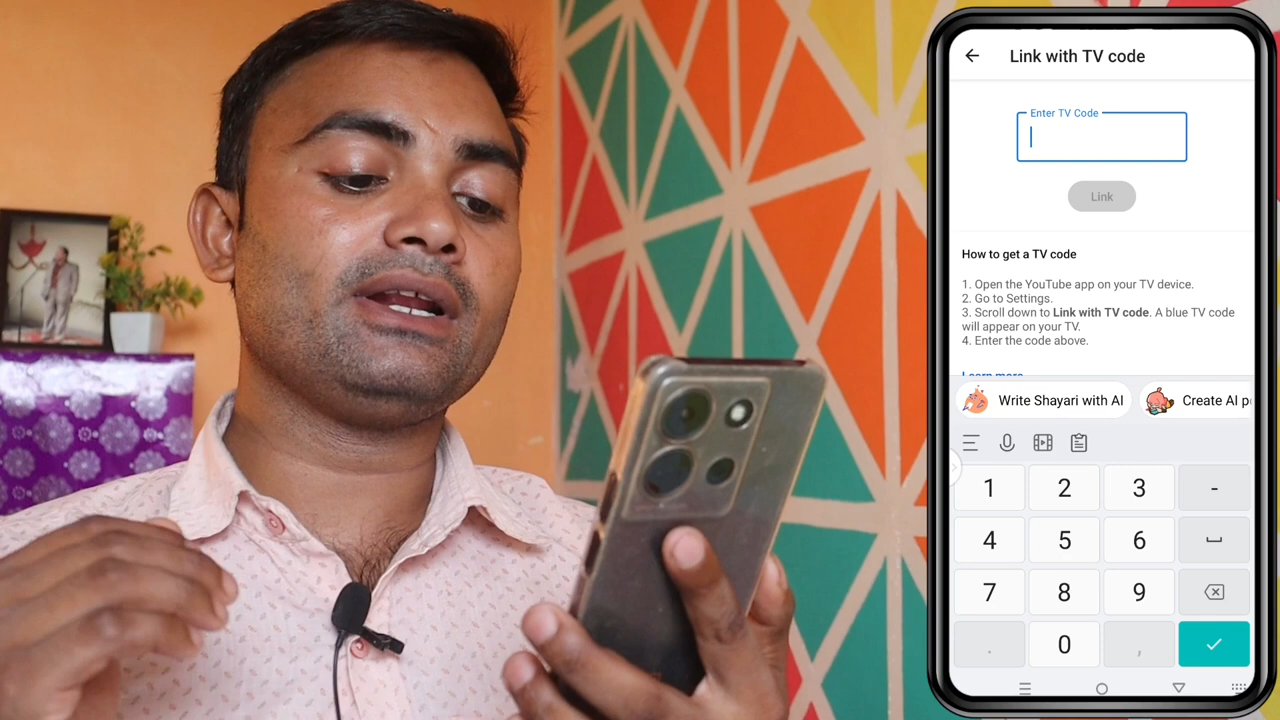 Link with TV code
Enter TV Code
Link
How to get a TV code
1. Open the YouTube app on your TV device.
2. Go to Settings.
3. Scroll down to Link with TV code. A blue TV code
will appear on your TV.
4. Enter the code above.
Learn more
Write Shayari with AI
Create AI p
1 2 3 -
4 5 6
7 8 9
. 0 ,